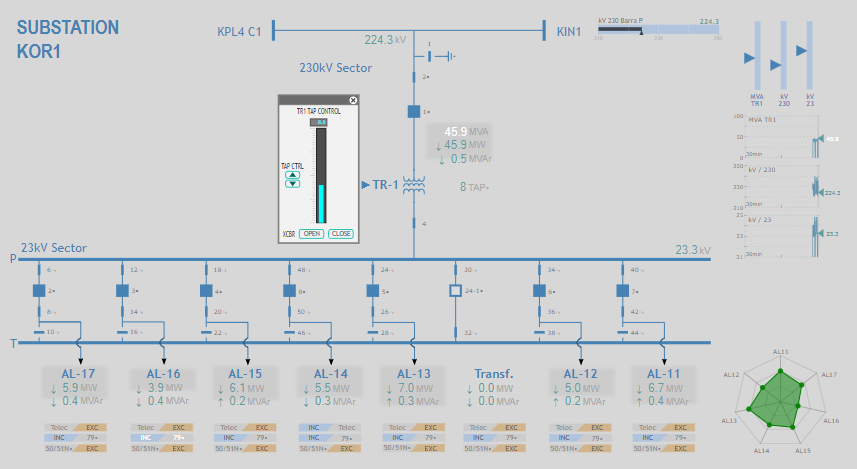 SUBSTATION
KOR1
KPL4 C1
KIN1
224.3 kV
230kV Sector
kV 230 Barra P 224.3
MVA TR1
kV 230
kV 23
1
2
1
TR1 TAP CONTROL
TAP CTRL
XCBR OPEN CLOSE
45.9 MVA
↓ 45.9 MW
↓ 0.5 MVAr
TR-1
8 TAP
4
MVA TR1
100
50
0
30min
45.9
kV / 230
230
210
30min
224.3
kV / 23
23.3
30min
23kV Sector
23.3 kV
P
6 12 18 48 24 30 34 40
2 3 4 8 5 24-1 6 7
8 14 20 50 26 36 42
10 16 22 46 28 32 38 44
T
AL-17 AL-16 AL-15 AL-14 AL-13 Transf. AL-12 AL-11
↓ 5.9 MW ↓ 3.9 MW ↓ 6.1 MW ↓ 5.5 MW ↓ 7.0 MW ↓ 0.0 MW ↓ 5.0 MW ↓ 6.7 MW
↓ 0.4 MVAr ↓ 0.4 MVAr ↑ 0.2 MVAr ↓ 0.3 MVAr ↑ 0.3 MVAr ↓ 0.0 MVAr ↑ 0.2 MVAr ↑ 0.4 MVAr
Telec EXC Telec EXC Telec EXC INC Telec Telec EXC Telec EXC Telec EXC Telec EXC
INC 79 INC 79 INC 79 INC 79 INC 79 INC 79 INC 79 INC 79
50/51N EXC 50/51N EXC 50/51N EXC 50/51N EXC 50/51N EXC 50/51N EXC 50/51N EXC 50/51N EXC
AL11
AL12 AL17
AL13 AL16
AL14 AL15